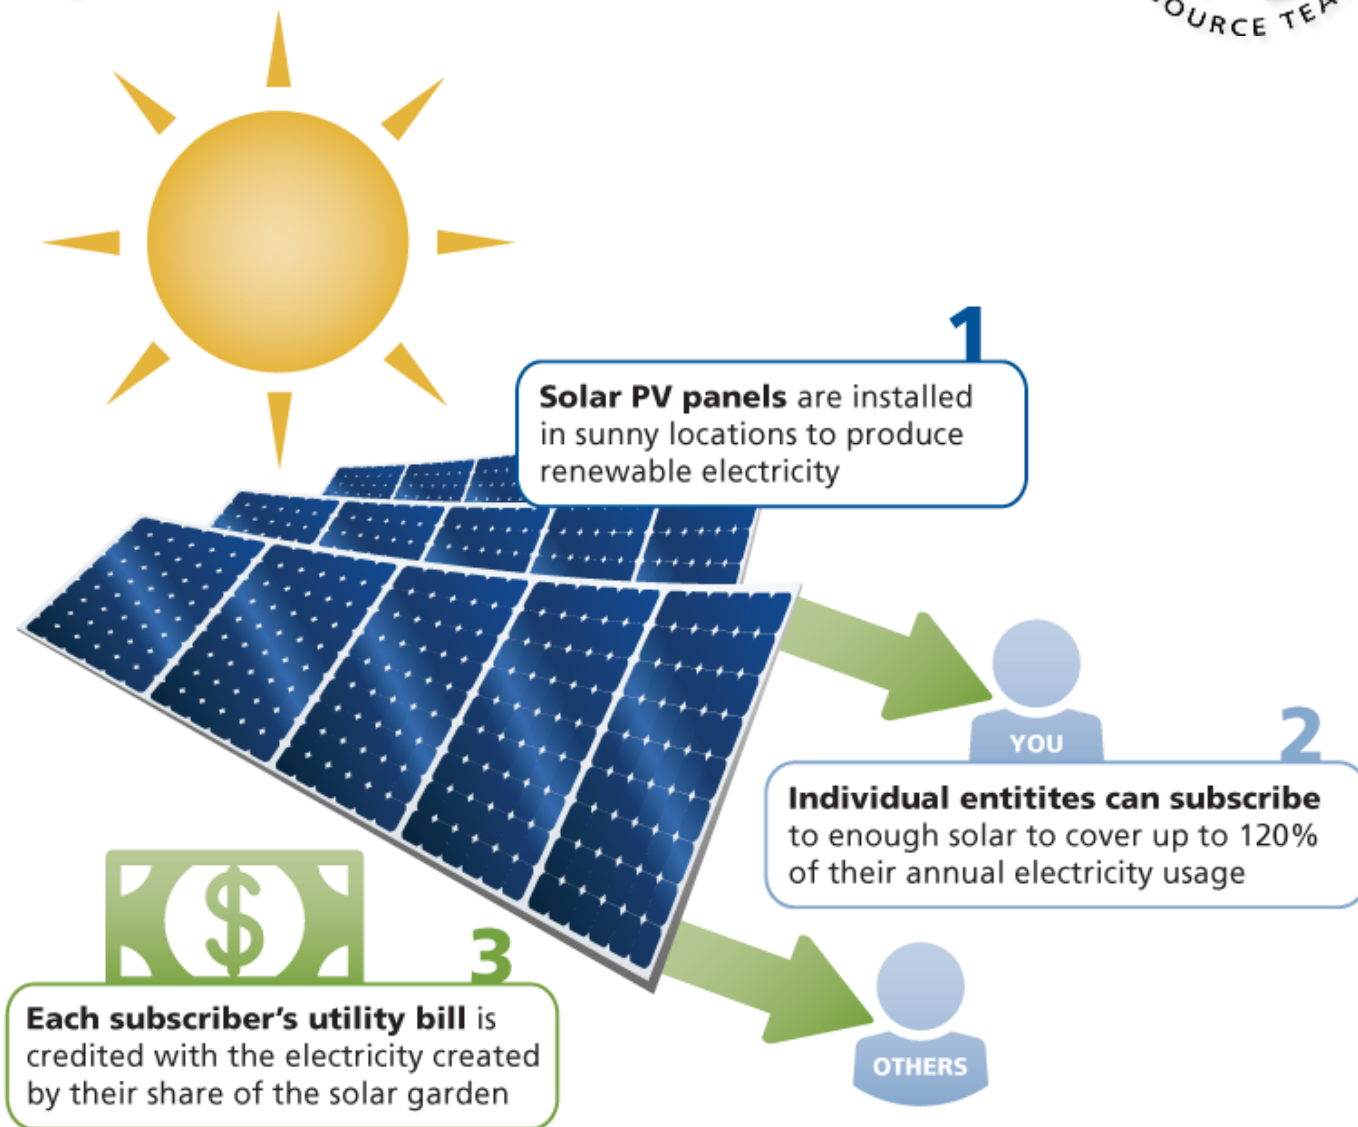 OURCE TEA
1
Solar PV panels are installed
in sunny locations to produce
renewable electricity
YOU
2
Individual entitites can subscribe
to enough solar to cover up to 120%
of their annual electricity usage
$
3
Each subscriber's utility bill is
credited with the electricity created
by their share of the solar garden
OTHERS